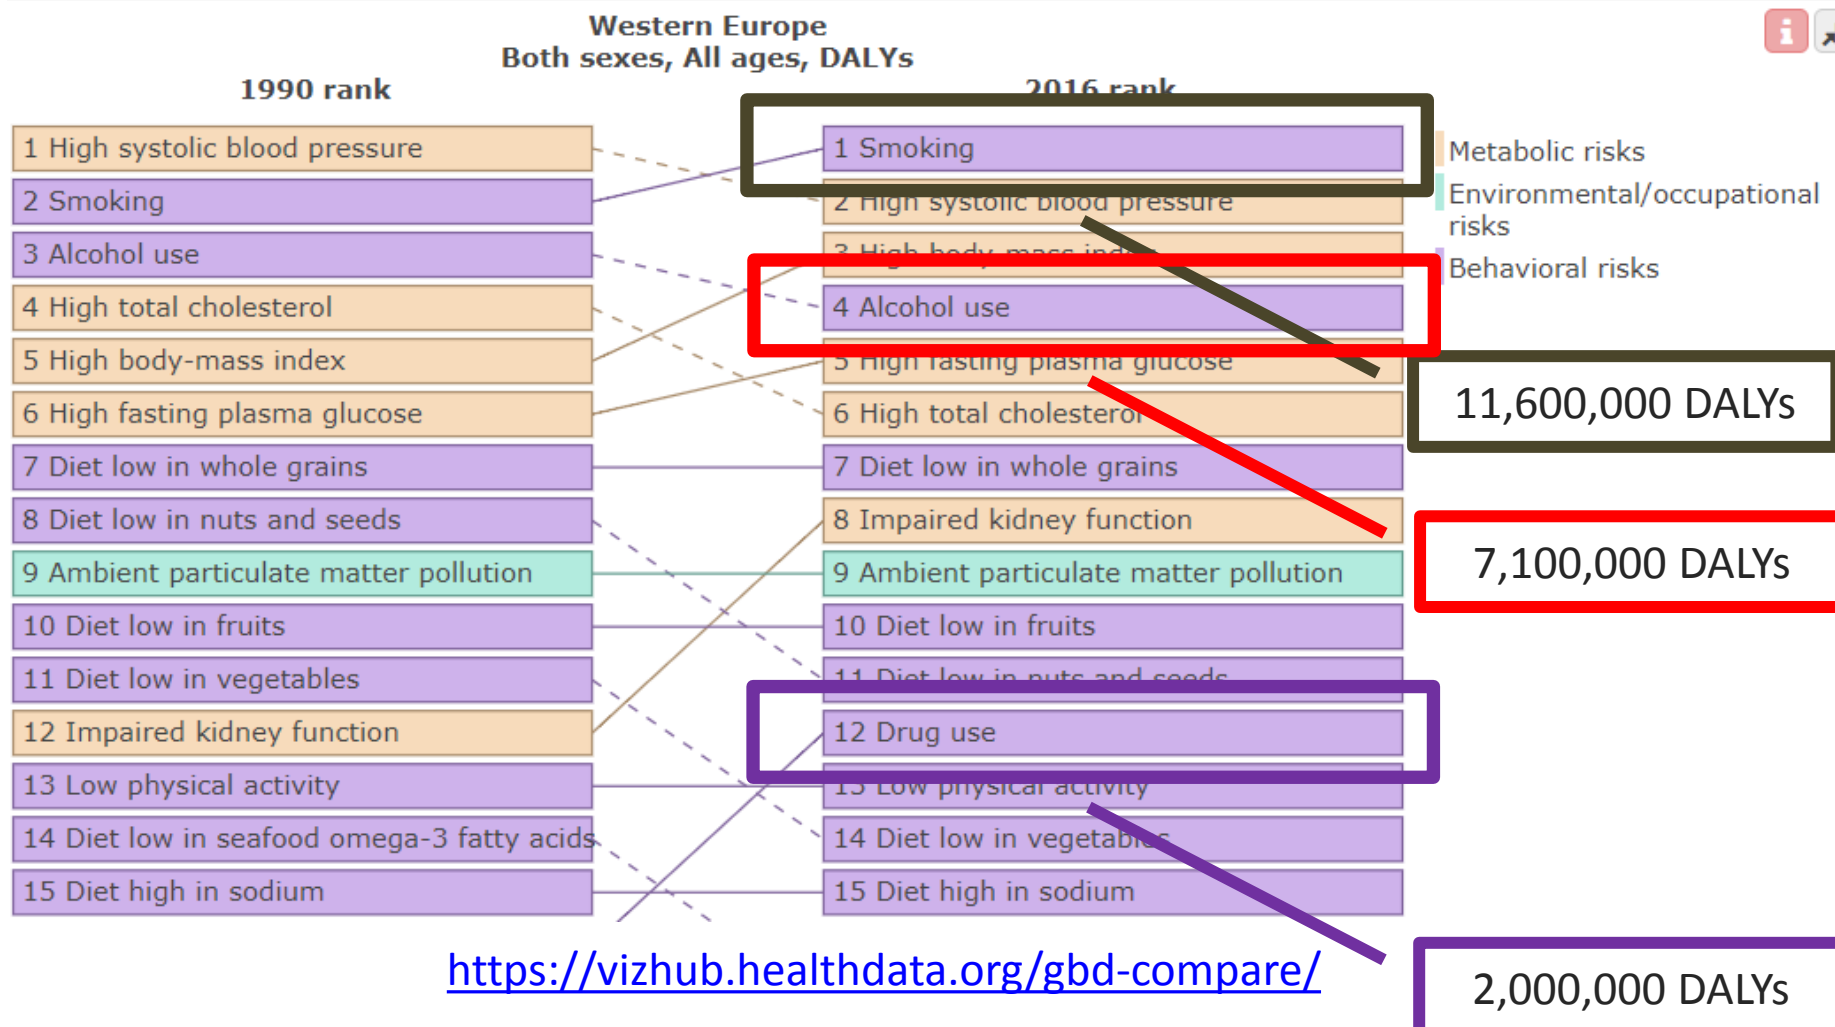 Western Europe
Both sexes, All ages, DALYs
1990 rank
2016 rank
1 High systolic blood pressure
2 Smoking
3 Alcohol use
4 High total cholesterol
5 High body-mass index
6 High fasting plasma glucose
7 Diet low in whole grains
8 Diet low in nuts and seeds
9 Ambient particulate matter pollution
10 Diet low in fruits
11 Diet low in vegetables
12 Impaired kidney function
13 Low physical activity
14 Diet low in seafood omega-3 fatty acids
15 Diet high in sodium
1 Smoking
2 High systolic blood pressure
3 High body-mass index
4 Alcohol use
5 High fasting plasma glucose
6 High total cholesterol
7 Diet low in whole grains
8 Impaired kidney function
9 Ambient particulate matter pollution
10 Diet low in fruits
11 Diet low in nuts and seeds
12 Drug use
13 Low physical activity
14 Diet low in vegetables
15 Diet high in sodium
Metabolic risks
Environmental/occupational
risks
Behavioral risks
11,600,000 DALYs
7,100,000 DALYs
2,000,000 DALYs
https://vizhub.healthdata.org/gbd-compare/